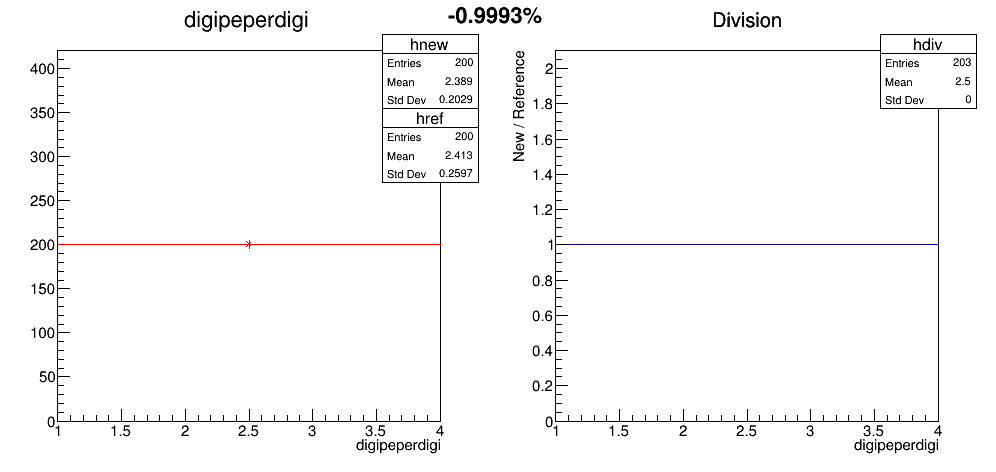 digipeperdigi
-0.9993%
Division
hnew
Entries 200
Mean 2.389
Std Dev 0.2029
href
Entries 200
Mean 2.413
Std Dev 0.2597
400
350
300
250
200
150
100
50
0
1 1.5 2 2.5 3 3.5 4
digipeperdigi
hdiv
Entries 203
Mean 2.5
Std Dev 0
New / Reference
2
1.8
1.6
1.4
1.2
1
0.8
0.6
0.4
0.2
0
1 1.5 2 2.5 3 3.5 4
digipeperdigi